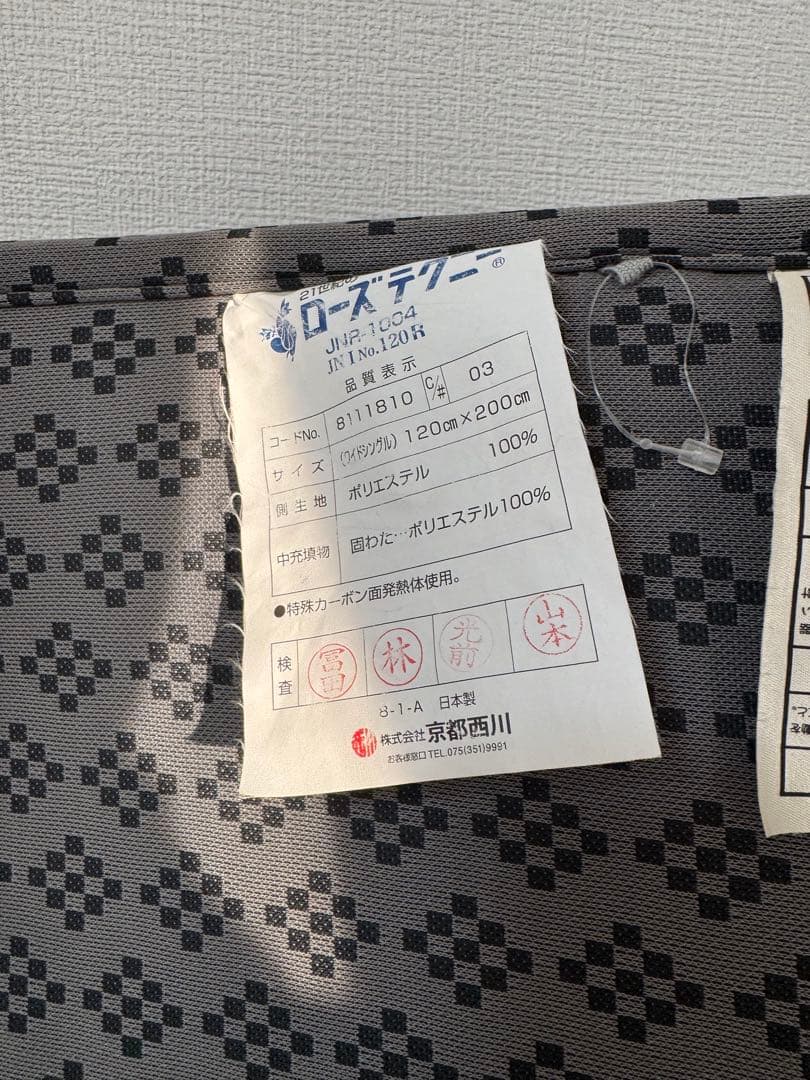 21世紀の
ローズテクニー®
JNR-1004
JN I No.120R
品質表示
コードNo. 8111810 C/# 03
サイズ (ワイドシングル) 120cm×200cm
側生地 ポリエステル 100%
中充填物 固わた…ポリエステル100%
●特殊カーボン面発熱体使用。
検査 冨田 林 光前 山本
8-1-A 日本製
株式会社 京都西川
お客様窓口 TEL.075(351)9991